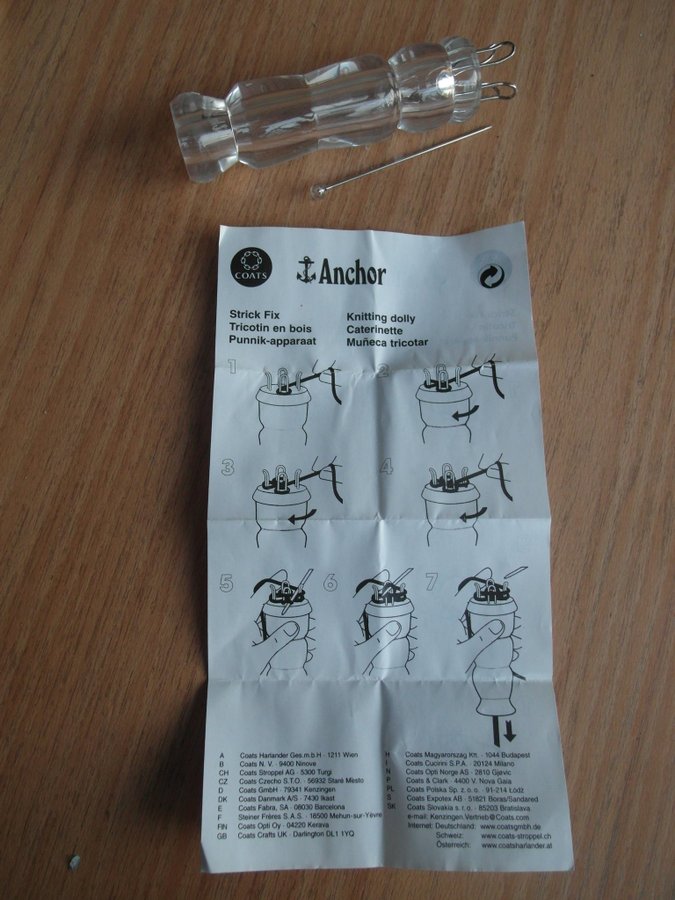 COATS
Anchor
Strick Fix
Tricotin en bois
Punnik-apparaat
Knitting dolly
Caterinette
Muñeca tricotar
1
2
3
4
5
6
7
A Coats Harlander Ges.m.b.H · 1211 Wien
B Coats N. V. · 9400 Ninove
CH Coats Stroppel AG · 5300 Turgi
CZ Coats Czecho S.T.O. · 56932 Staré Mesto
D Coats GmbH · 79341 Kenzingen
DK Coats Danmark A/S · 7430 Ikast
E Coats Fabra, SA · 08030 Barcelona
F Steiner Frères S.A.S. · 18500 Mehun-sur-Yèvre
FIN Coats Opti Oy · 04220 Kerava
GB Coats Crafts UK · Darlington DL1 1YQ
H Coats Magyarország Kft. · 1044 Budapest
I Coats Cucirini S.P.A. · 20124 Milano
N Coats Opti Norge AS · 2810 Gjøvic
P Coats & Clark · 4400 V. Nova Gaia
PL Coats Polska Sp. z o. o. · 91-214 Łódz
S Coats Expotex AB · 51821 Boras/Sandared
SK Coats Slovakia s. r. o. · 85203 Bratislava
e-mail: Kenzingen.Vertrieb@Coats.com
Internet: Deutschland: www.coatsgmbh.de
Schweiz: www.coats-stroppel.ch
Österreich: www.coatsharlander.at